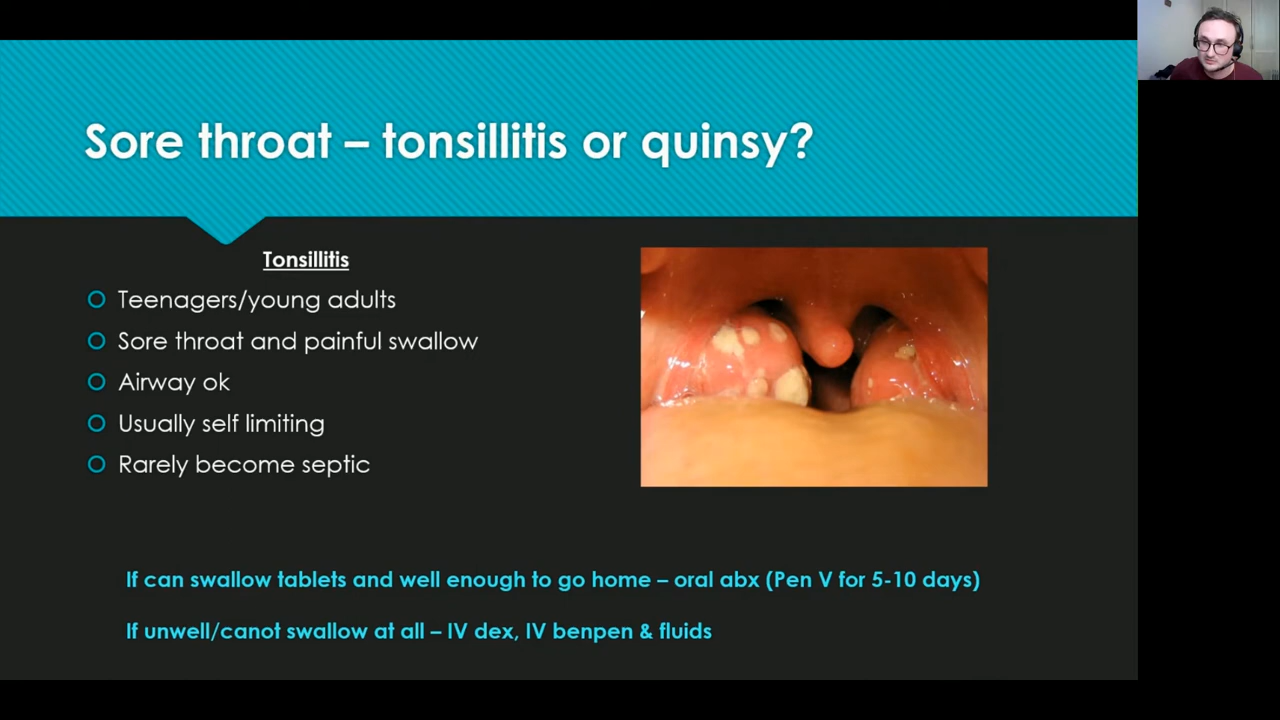 Sore throat – tonsillitis or quinsy?
Tonsillitis
Teenagers/young adults
Sore throat and painful swallow
Airway ok
Usually self limiting
Rarely become septic
If can swallow tablets and well enough to go home – oral abx (Pen V for 5-10 days)
If unwell/canot swallow at all – IV dex, IV benpen & fluids